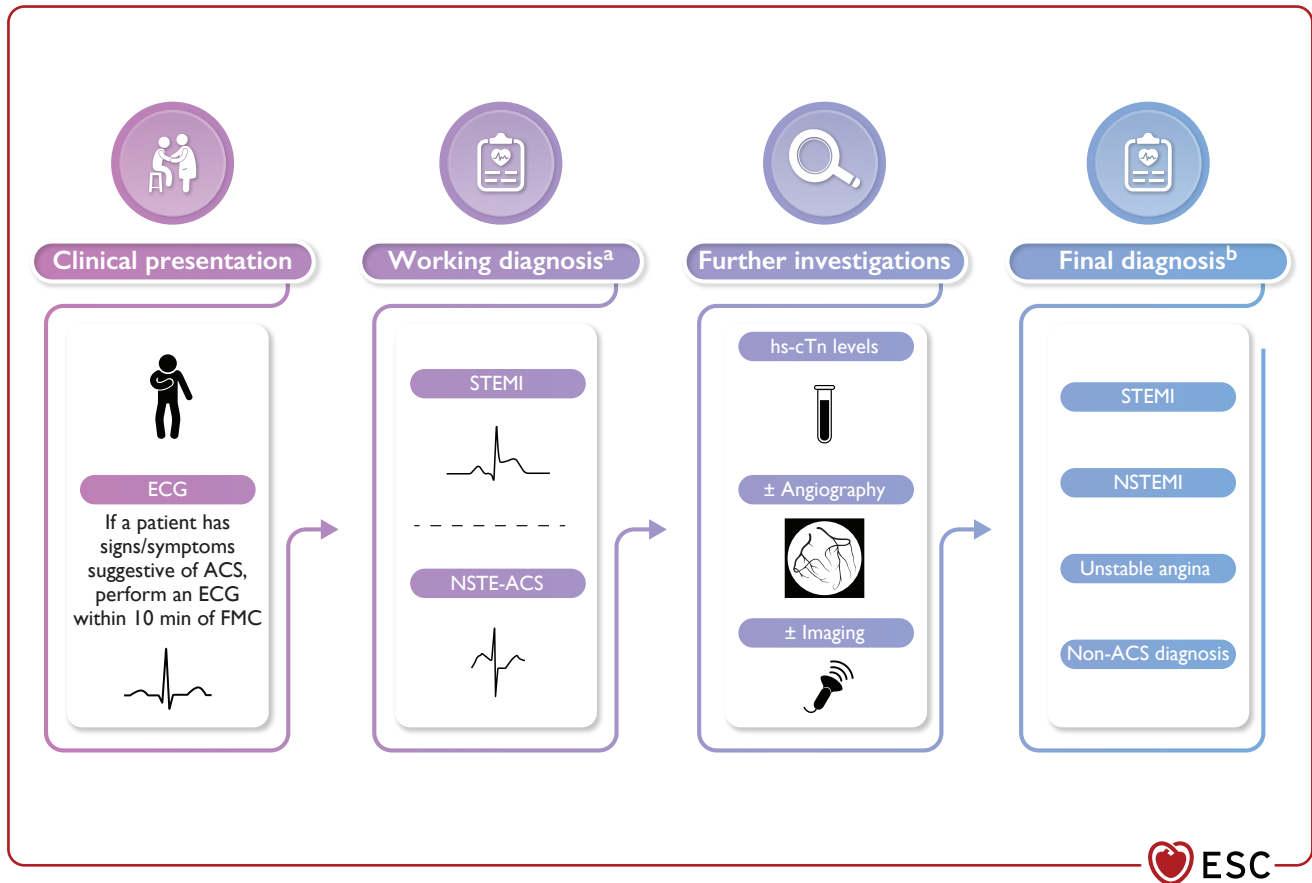 Clinical presentation
ECG
If a patient has
signs/symptoms
suggestive of ACS,
perform an ECG
within 10 min of FMC
Working diagnosisᵃ
STEMI
NSTE-ACS
Further investigations
hs-cTn levels
± Angiography
± Imaging
Final diagnosisᵇ
STEMI
NSTEMI
Unstable angina
Non-ACS diagnosis
ESC